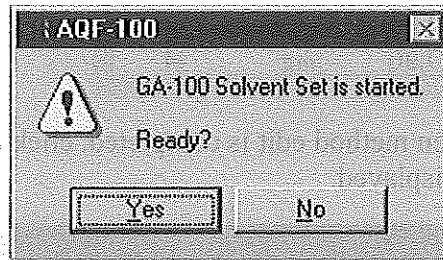 AQF-100
GA-100 Solvent Set is started.
Ready?
Yes
No